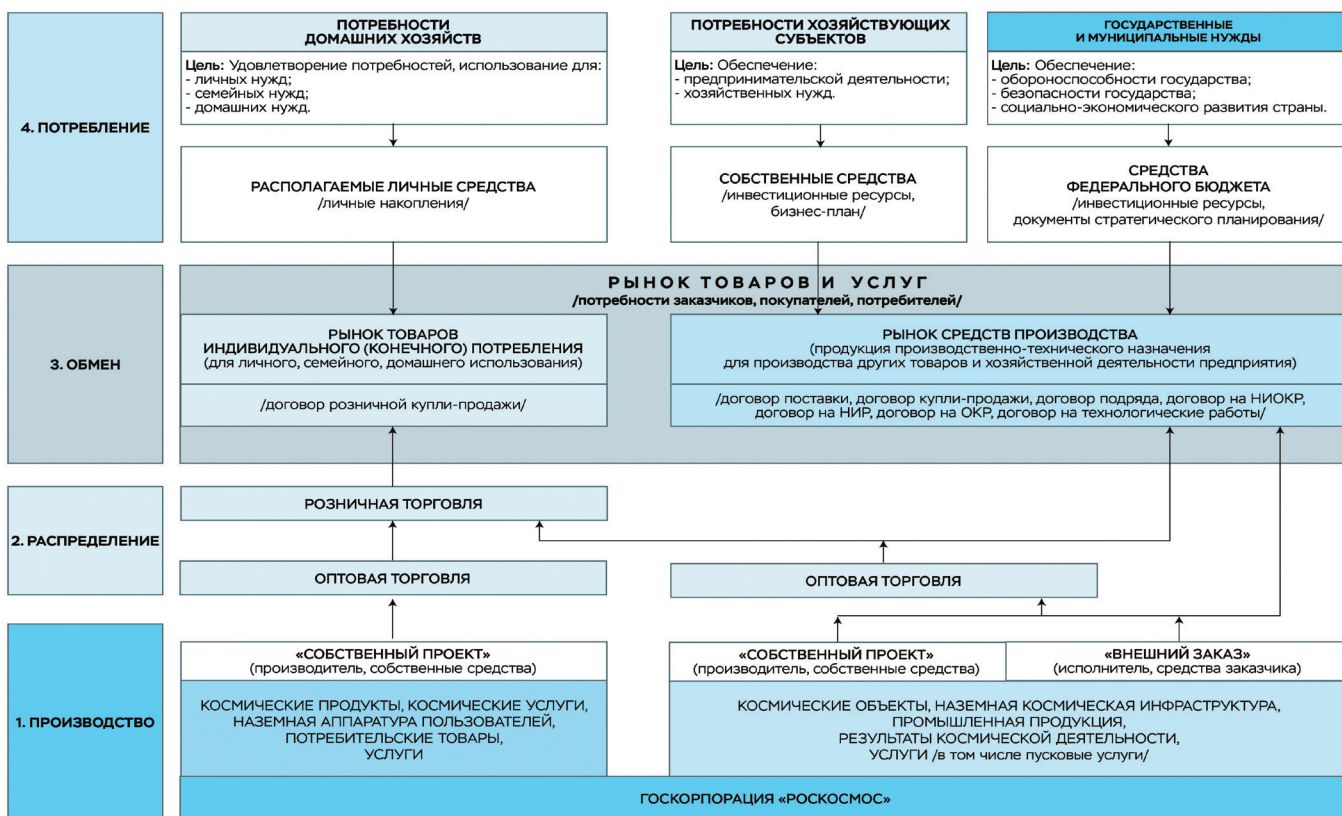 4. ПОТРЕБЛЕНИЕ
ПОТРЕБНОСТИ
ДОМАШНИХ ХОЗЯЙСТВ
Цель: Удовлетворение потребностей, использование для:
- личных нужд;
- семейных нужд;
- домашних нужд.
ПОТРЕБНОСТИ ХОЗЯЙСТВУЮЩИХ
СУБЪЕКТОВ
Цель: Обеспечение:
- предпринимательской деятельности;
- хозяйственных нужд.
ГОСУДАРСТВЕННЫЕ
И МУНИЦИПАЛЬНЫЕ НУЖДЫ
Цель: Обеспечение:
- обороноспособности государства;
- безопасности государства;
- социально-экономического развития страны.
РАСПОЛАГАЕМЫЕ ЛИЧНЫЕ СРЕДСТВА
/личные накопления/
СОБСТВЕННЫЕ СРЕДСТВА
/инвестиционные ресурсы,
бизнес-план/
СРЕДСТВА
ФЕДЕРАЛЬНОГО БЮДЖЕТА
/инвестиционные ресурсы,
документы стратегического планирования/
3. ОБМЕН
РЫНОК ТОВАРОВ И УСЛУГ
/потребности заказчиков, покупателей, потребителей/
РЫНОК ТОВАРОВ
ИНДИВИДУАЛЬНОГО (КОНЕЧНОГО) ПОТРЕБЛЕНИЯ
(для личного, семейного, домашнего использования)
/договор розничной купли-продажи/
РЫНОК СРЕДСТВ ПРОИЗВОДСТВА
(продукция производственно-технического назначения
для производства других товаров и хозяйственной деятельности предприятия)
/договор поставки, договор купли-продажи, договор подряда, договор на НИОКР,
договор на НИР, договор на ОКР, договор на технологические работы/
2. РАСПРЕДЕЛЕНИЕ
РОЗНИЧНАЯ ТОРГОВЛЯ
ОПТОВАЯ ТОРГОВЛЯ
ОПТОВАЯ ТОРГОВЛЯ
1. ПРОИЗВОДСТВО
«СОБСТВЕННЫЙ ПРОЕКТ»
(производитель, собственные средства)
КОСМИЧЕСКИЕ ПРОДУКТЫ, КОСМИЧЕСКИЕ УСЛУГИ,
НАЗЕМНАЯ АППАРАТУРА ПОЛЬЗОВАТЕЛЕЙ,
ПОТРЕБИТЕЛЬСКИЕ ТОВАРЫ,
УСЛУГИ
«СОБСТВЕННЫЙ ПРОЕКТ»
(производитель, собственные средства)
«ВНЕШНИЙ ЗАКАЗ»
(исполнитель, средства заказчика)
КОСМИЧЕСКИЕ ОБЪЕКТЫ, НАЗЕМНАЯ КОСМИЧЕСКАЯ ИНФРАСТРУКТУРА,
ПРОМЫШЛЕННАЯ ПРОДУКЦИЯ,
РЕЗУЛЬТАТЫ КОСМИЧЕСКОЙ ДЕЯТЕЛЬНОСТИ,
УСЛУГИ /в том числе пусковые услуги/
ГОСКОРПОРАЦИЯ «РОСКОСМОС»